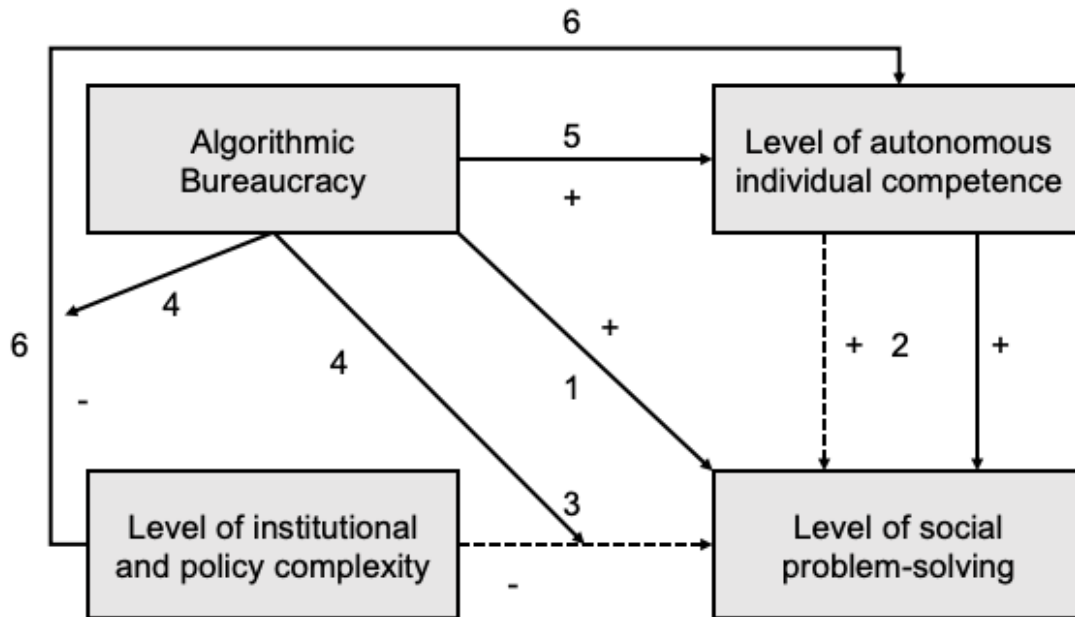 6
Algorithmic
Bureaucracy
5
+
Level of autonomous
individual competence
4
6
-
4
+
1
+ 2 +
Level of institutional
and policy complexity
3
-
Level of social
problem-solving